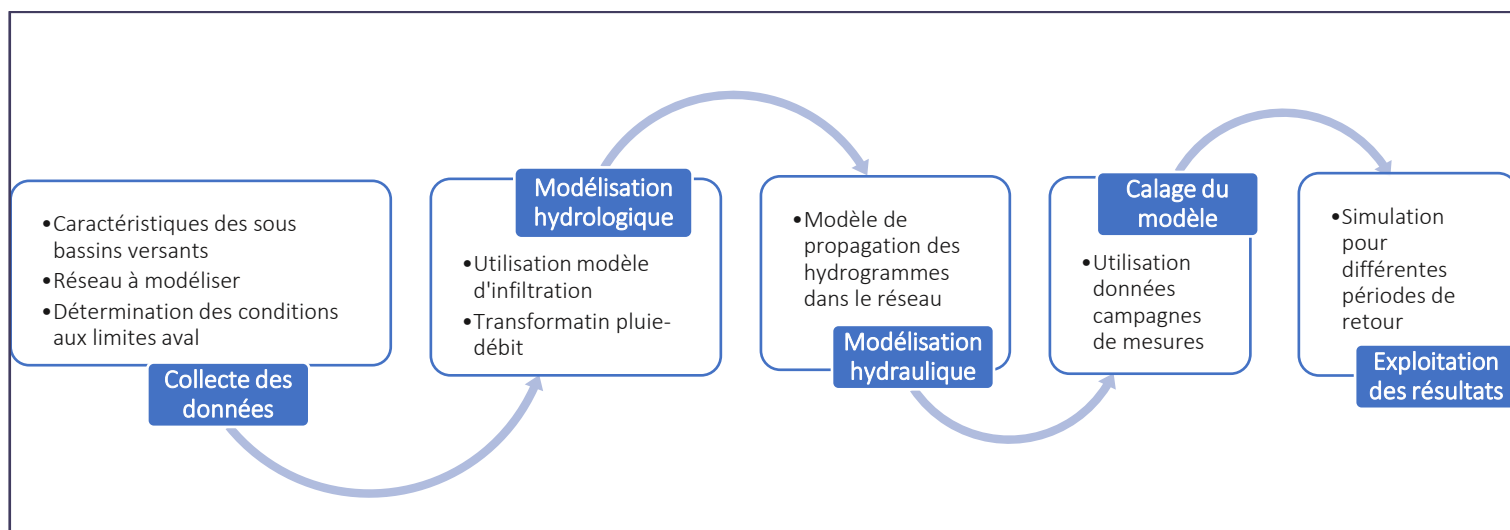 •Caractéristiques des sous
bassins versants
•Réseau à modéliser
•Détermination des conditions
aux limites aval
Collecte des
données
Modélisation
hydrologique
•Utilisation modèle
d'infiltration
•Transformatin pluie-
débit
•Modèle de
propagation des
hydrogrammes
dans le réseau
Modélisation
hydraulique
Calage du
modèle
•Utilisation
données
campagnes
de mesures
•Simulation
pour
différentes
périodes de
retour
Exploitation
des résultats